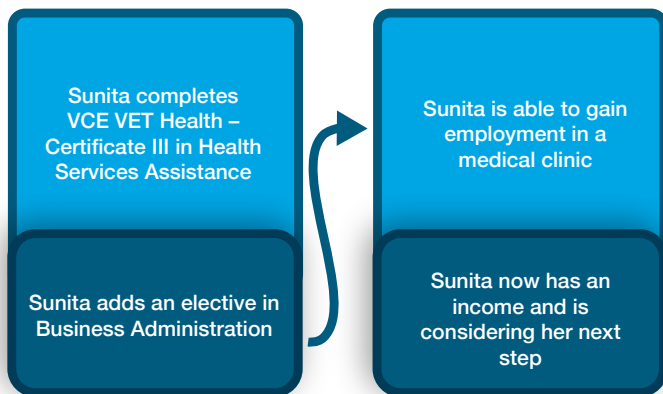 Sunita completes
VCE VET Health –
Certificate III in Health
Services Assistance
Sunita adds an elective in
Business Administration
Sunita is able to gain
employment in a
medical clinic
Sunita now has an
income and is
considering her next
step